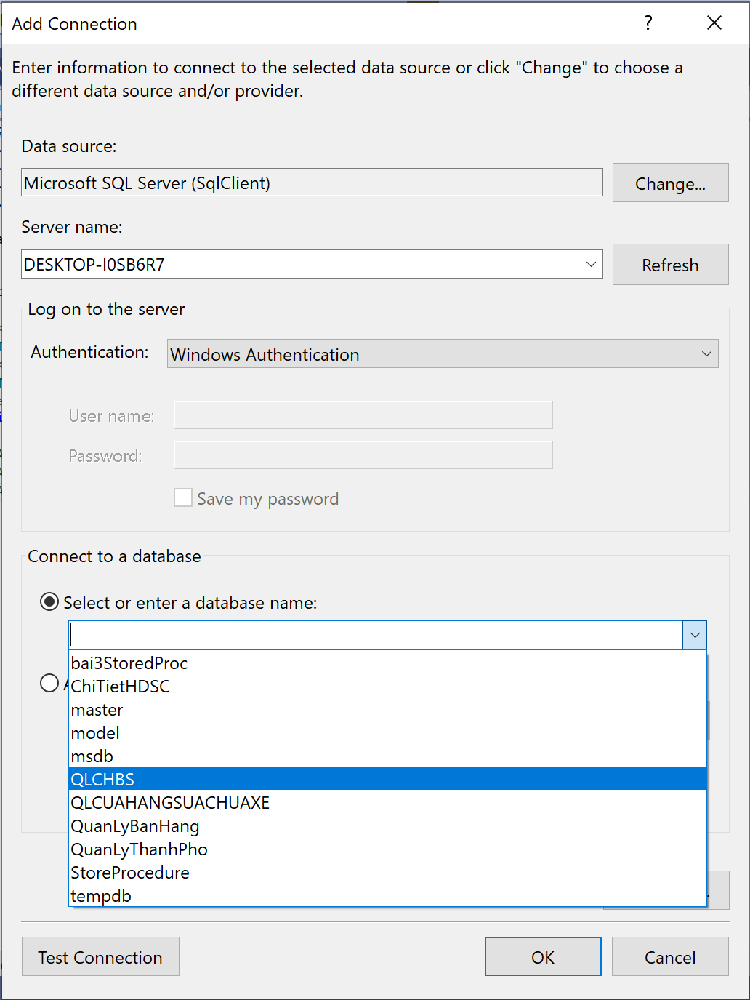 Add Connection
?
Enter information to connect to the selected data source or click "Change" to choose a
different data source and/or provider.
Data source:
Microsoft SQL Server (SqlClient)
Change...
Server name:
DESKTOP-I0SB6R7
Refresh
Log on to the server
Authentication:
Windows Authentication
User name:
Password:
Save my password
Connect to a database
Select or enter a database name:
bai3StoredProc
ChiTietHDSC
master
model
msdb
QLCHBS
QLCUAHANGSUACHUAXE
QuanLyBanHang
QuanLyThanhPho
StoreProcedure
tempdb
Test Connection
OK
Cancel